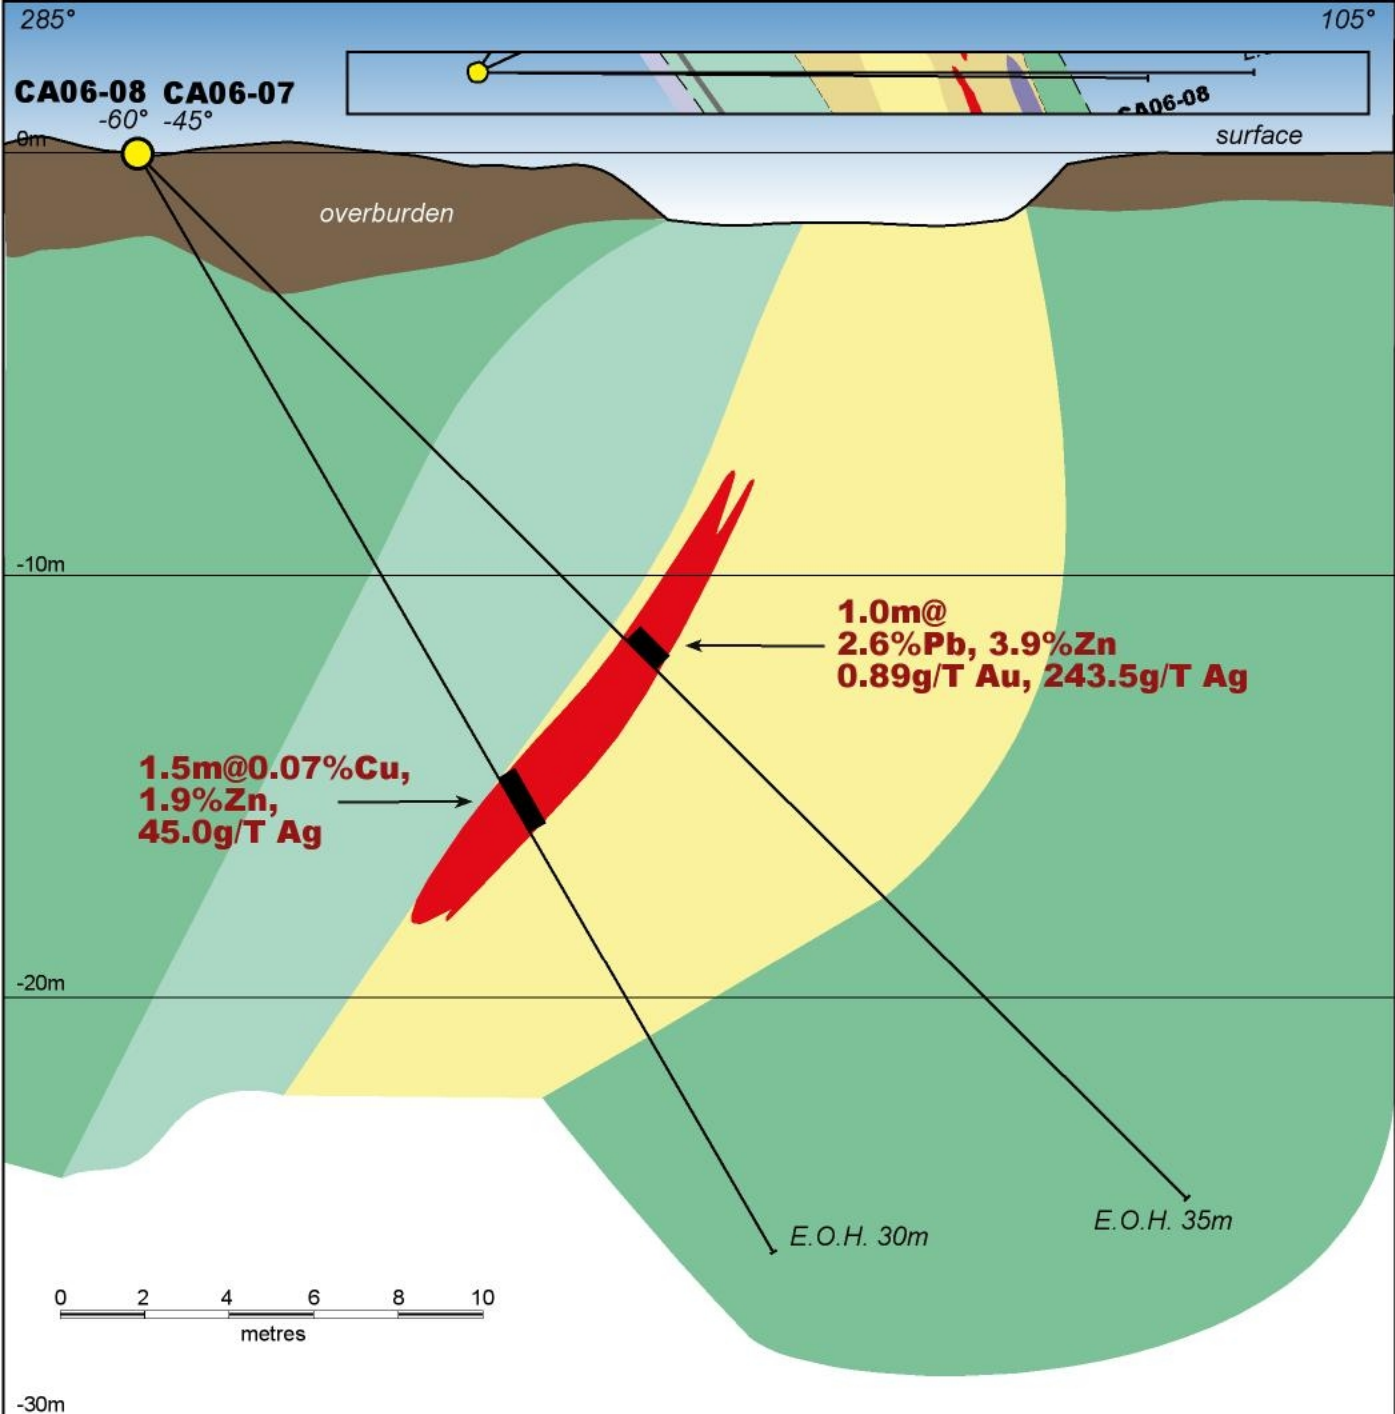 285°
105°
CA06-08 CA06-07
-60° -45°
CA06-08
0m
surface
overburden
-10m
1.0m@
2.6%Pb, 3.9%Zn
0.89g/T Au, 243.5g/T Ag
1.5m@0.07%Cu,
1.9%Zn,
45.0g/T Ag
-20m
E.O.H. 35m
E.O.H. 30m
0 2 4 6 8 10
metres
-30m